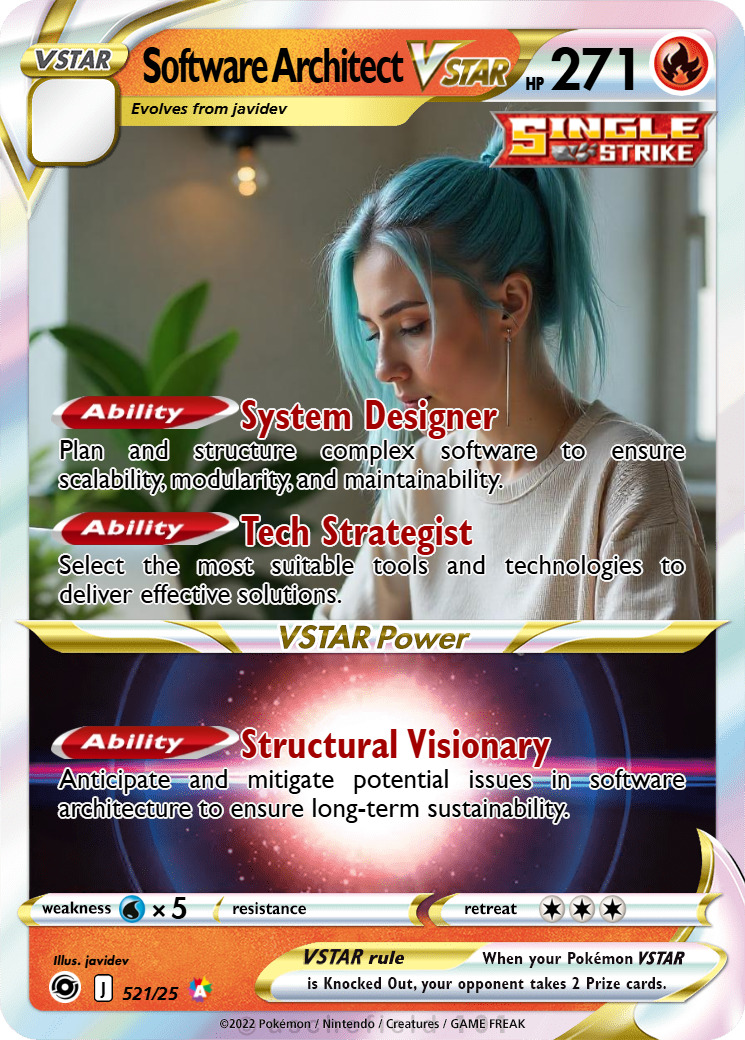 VSTAR
Software Architect VSTAR HP 271
Evolves from javidev
SINGLE
STRIKE
Ability System Designer
Plan and structure complex software to ensure
scalability, modularity, and maintainability.
Ability Tech Strategist
Select the most suitable tools and technologies to
deliver effective solutions.
VSTAR Power
Ability Structural Visionary
Anticipate and mitigate potential issues in software
architecture to ensure long-term sustainability.
weakness × 5 resistance retreat
Illus. javidev
J 521/25 A
VSTAR rule When your Pokémon VSTAR
is Knocked Out, your opponent takes 2 Prize cards.
©2022 Pokémon / Nintendo / Creatures / GAME FREAK